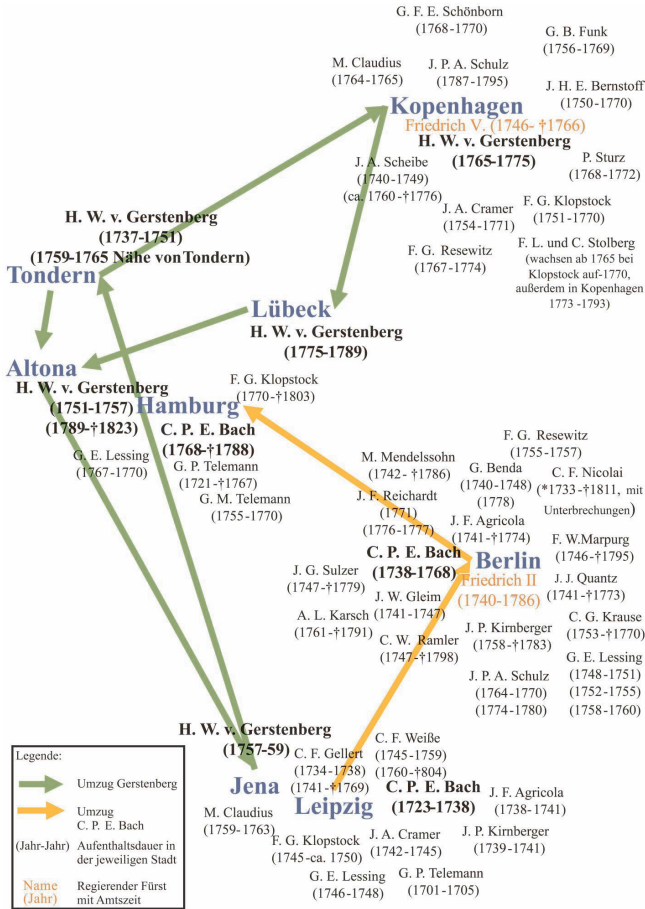 G. F. E. Schönborn
(1768-1770)
G. B. Funk
(1756-1769)
M. Claudius
(1764-1765)
J. P. A. Schulz
(1787-1795)
J. H. E. Bernstoff
(1750-1770)
Kopenhagen
Friedrich V. (1746- †1766)
H. W. v. Gerstenberg
(1765-1775)
J. A. Scheibe
(1740-1749)
(ca. 1760-†1776)
P. Sturz
(1768-1772)
J. A. Cramer
(1754-1771)
F. G. Klopstock
(1751-1770)
F. G. Resewitz
(1767-1774)
F. L. und C. Stolberg
(wachsen ab 1765 bei
Klopstock auf-1770,
außerdem in Kopenhagen
1773-1793)
H. W. v. Gerstenberg
(1737-1751)
(1759-1765 Nähe von Tondern)
Tondern
Lübeck
H. W. v. Gerstenberg
(1775-1789)
Altona
H. W. v. Gerstenberg
(1751-1757)
(1789-†1823)
G. E. Lessing
(1767-1770)
F. G. Klopstock
(1770-†1803)
Hamburg
C. P. E. Bach
(1768-†1788)
G. P. Telemann
(1721-†1767)
G. M. Telemann
(1755-1770)
F. G. Resewitz
(1755-1757)
M. Mendelssohn
(1742- †1786)
G. Benda
(1740-1748)
(1778)
C. F. Nicolai
(*1733-†1811, mit
Unterbrechungen)
J. F. Reichardt
(1771)
(1776-1777)
J. F. Agricola
(1741-†1774)
C. P. E. Bach
(1738-1768)
Berlin
Friedrich II
(1740-1786)
F. W.Marpurg
(1746-†1795)
J. G. Sulzer
(1747-†1779)
J. J. Quantz
(1741-†1773)
J. W. Gleim
(1741-1747)
A. L. Karsch
(1761-†1791)
C. W. Ramler
(1747-†1798)
J. P. Kirnberger
(1758-†1783)
C. G. Krause
(1753-†1770)
J. P. A. Schulz
(1764-1770)
(1774-1780)
G. E. Lessing
(1748-1751)
(1752-1755)
(1758-1760)
H. W. v. Gerstenberg
(1757-59)
Jena
M. Claudius
(1759-1763)
C. F. Gellert
(1734-1738)
(1741-†1769)
C. F. Weiße
(1745-1759)
(1760-†804)
Leipzig
C. P. E. Bach
(1723-1738)
J. F. Agricola
(1738-1741)
F. G. Klopstock
(1745-ca. 1750)
J. A. Cramer
(1742-1745)
J. P. Kirnberger
(1739-1741)
G. E. Lessing
(1746-1748)
G. P. Telemann
(1701-1705)
Legende:
Umzug Gerstenberg
Umzug
C. P. E. Bach
(Jahr-Jahr) Aufenthaltsdauer in
der jeweiligen Stadt
Name Regierender Fürst
(Jahr) mit Amtszeit